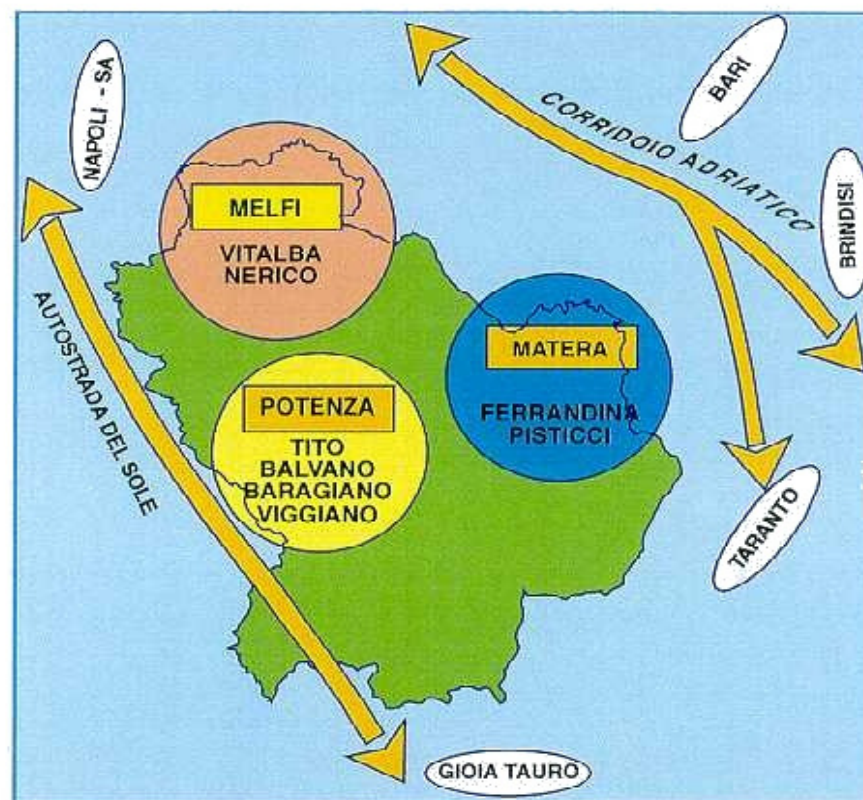 NAPOLI - SA
BARI
CORRIDOIO ADRIATICO
BRINDISI
MELFI
VITALBA
NERICO
AUTOSTRADA DEL SOLE
MATERA
FERRANDINA
PISTICCI
POTENZA
TITO
BALVANO
BARAGIANO
VIGGIANO
TARANTO
GIOIA TAURO